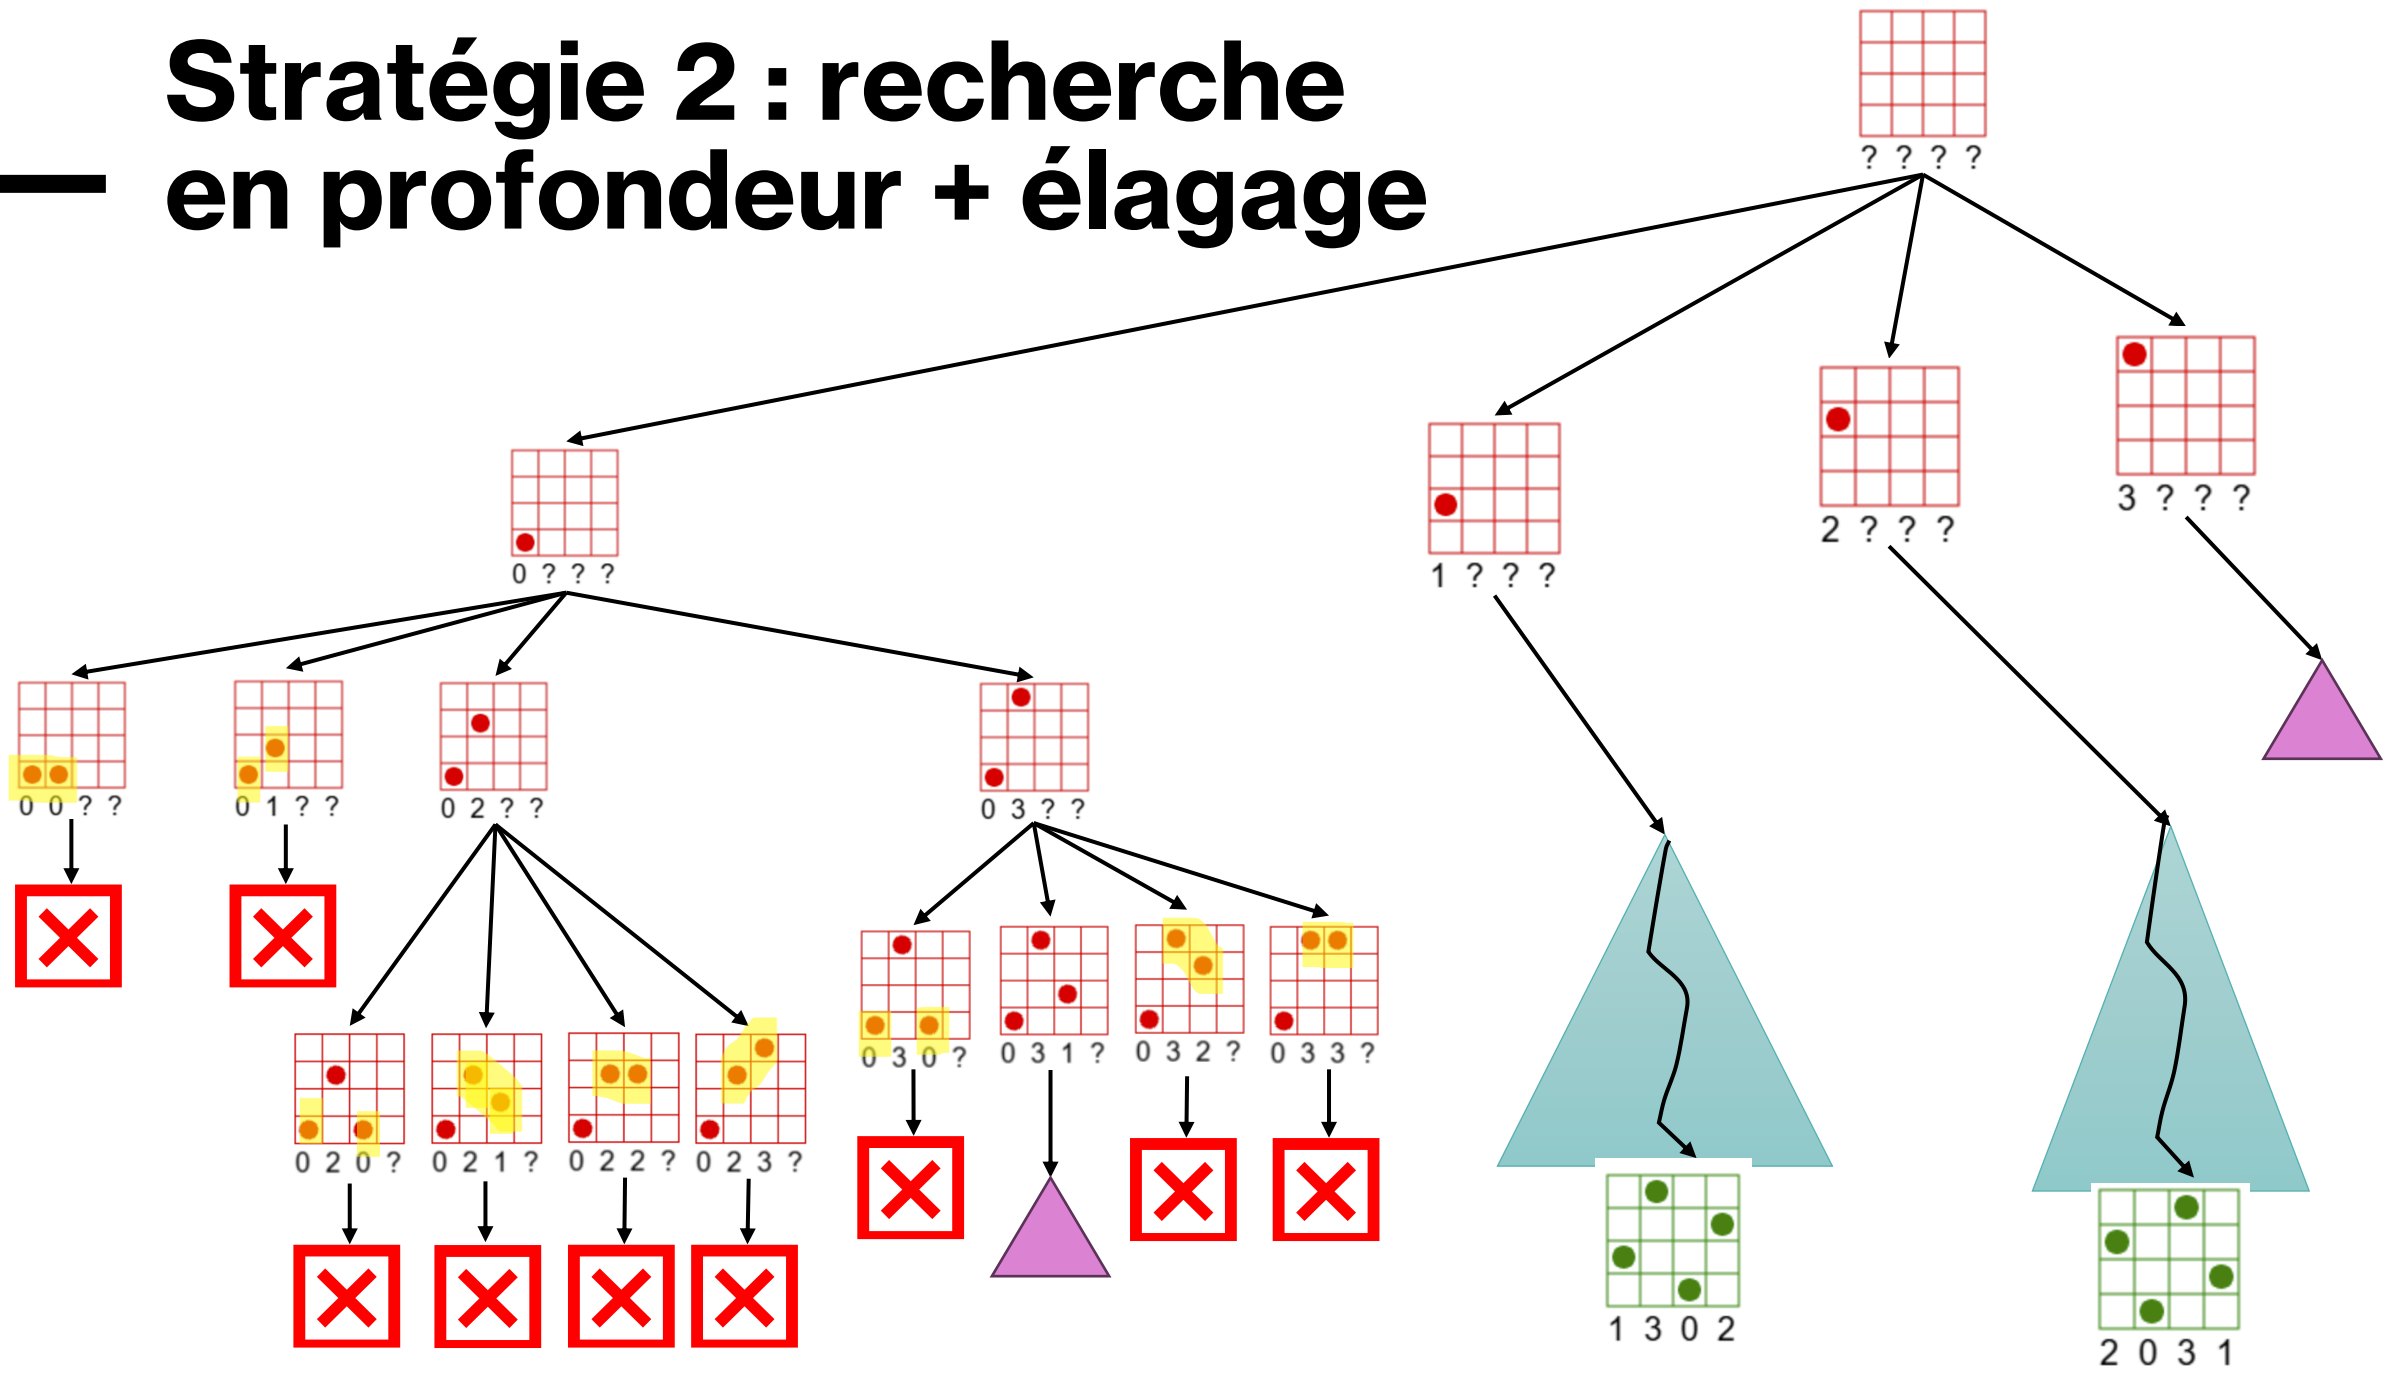 Stratégie 2 : recherche
en profondeur + élagage
? ? ? ?
3 ? ? ?
2 ? ? ?
0 ? ? ?
1 ? ? ?
0 0 ? ?
0 1 ? ?
0 2 ? ?
0 3 ? ?
0 3 0 ?
0 3 1 ?
0 3 2 ?
0 3 3 ?
0 2 0 ?
0 2 1 ?
0 2 2 ?
0 2 3 ?
1 3 0 2
2 0 3 1